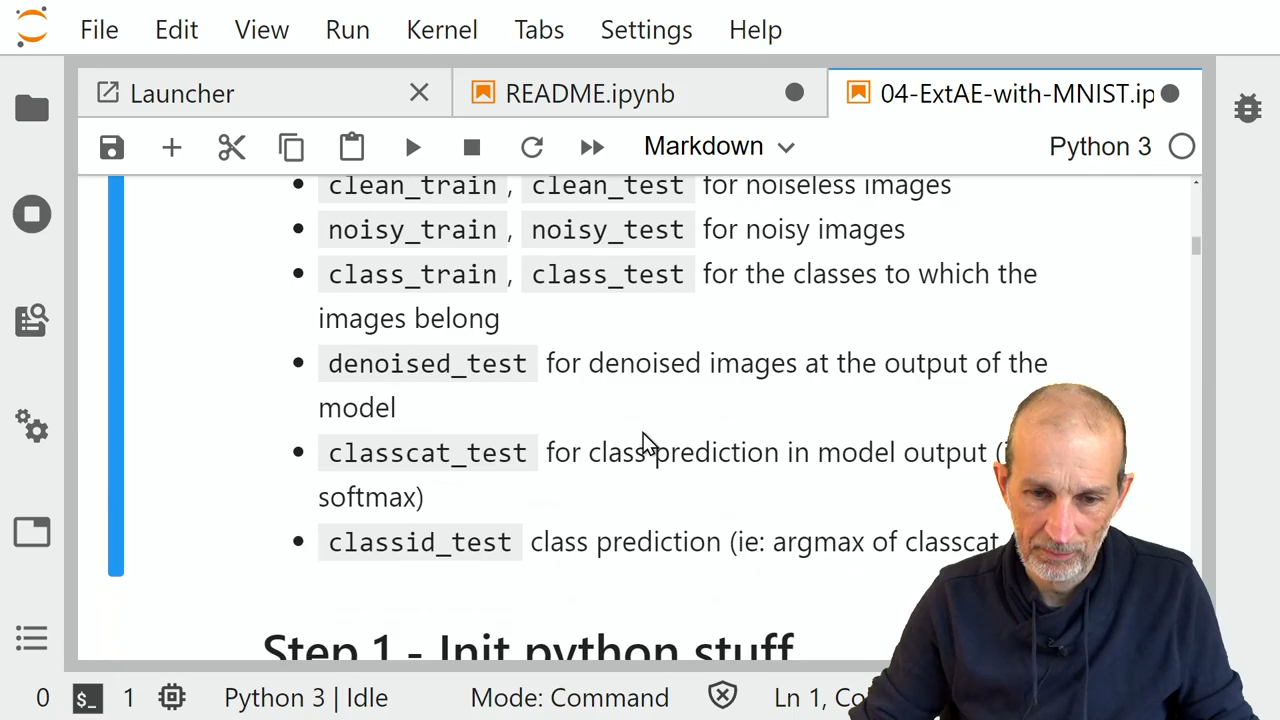 File Edit View Run Kernel Tabs Settings Help
Launcher README.ipynb 04-ExtAE-with-MNIST.ip
Markdown Python 3
clean_train , clean_test for noiseless images
noisy_train , noisy_test for noisy images
class_train , class_test for the classes to which the
images belong
denoised_test for denoised images at the output of the
model
classcat_test for class prediction in model output (
softmax)
classid_test class prediction (ie: argmax of classcat
Step 1 - Init python stuff
0 $_ 1 Python 3 | Idle Mode: Command Ln 1,